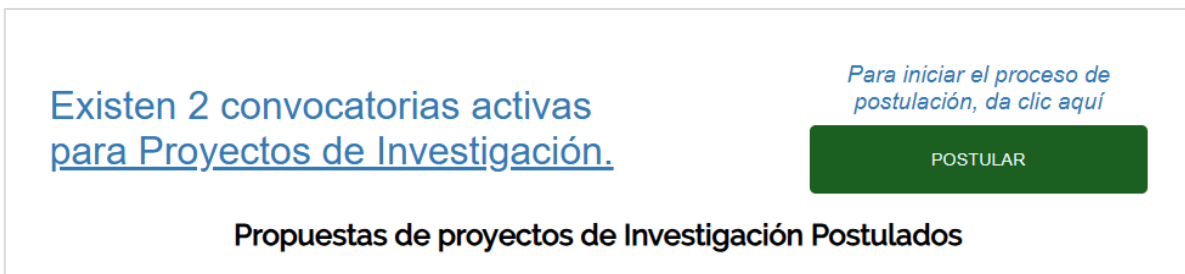 Existen 2 convocatorias activas
para Proyectos de Investigación.
Para iniciar el proceso de
postulación, da clic aquí
POSTULAR
Propuestas de proyectos de Investigación Postulados